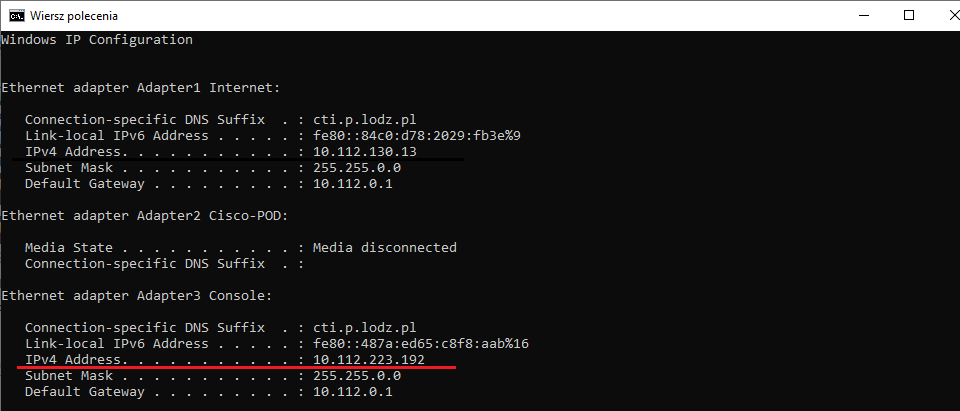 Wiersz polecenia
Windows IP Configuration
Ethernet adapter Adapter1 Internet:
Connection-specific DNS Suffix  . : cti.p.lodz.pl
Link-local IPv6 Address . . . . . : fe80::84c0:d78:2029:fb3e%9
IPv4 Address. . . . . . . . . . . : 10.112.130.13
Subnet Mask . . . . . . . . . . . : 255.255.0.0
Default Gateway . . . . . . . . . : 10.112.0.1
Ethernet adapter Adapter2 Cisco-POD:
Media State . . . . . . . . . . . : Media disconnected
Connection-specific DNS Suffix  . :
Ethernet adapter Adapter3 Console:
Connection-specific DNS Suffix  . : cti.p.lodz.pl
Link-local IPv6 Address . . . . . : fe80::487a:ed65:c8f8:aab%16
IPv4 Address. . . . . . . . . . . : 10.112.223.192
Subnet Mask . . . . . . . . . . . : 255.255.0.0
Default Gateway . . . . . . . . . : 10.112.0.1